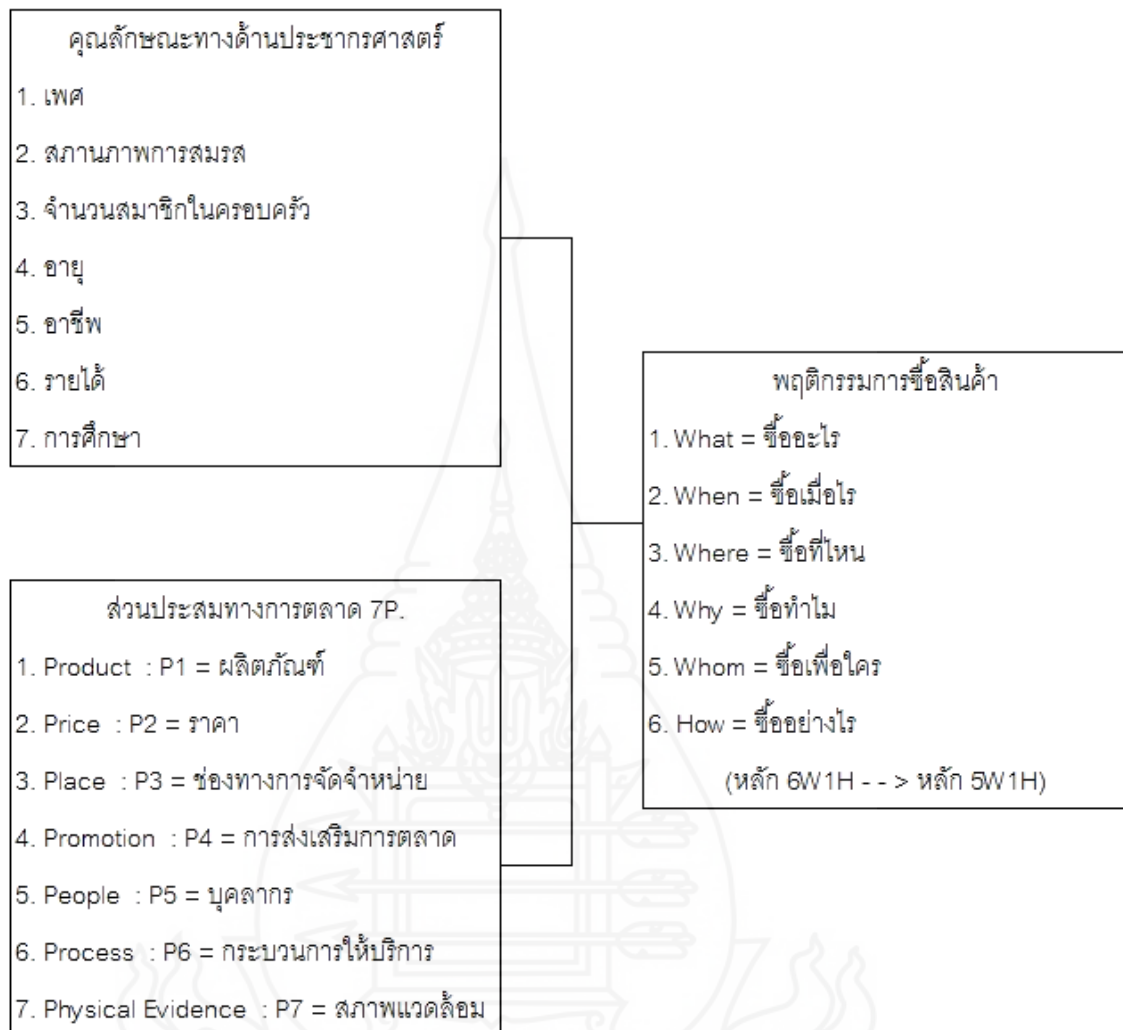 คุณลักษณะทางด้านประชากรศาสตร์
1. เพศ
2. สภานภาพการสมรส
3. จำนวนสมาชิกในครอบครัว
4. อายุ
5. อาชีพ
6. รายได้
7. การศึกษา
ส่วนประสมทางการตลาด 7P.
1. Product : P1 = ผลิตภัณฑ์
2. Price : P2 = ราคา
3. Place : P3 = ช่องทางการจัดจำหน่าย
4. Promotion : P4 = การส่งเสริมการตลาด
5. People : P5 = บุคลากร
6. Process : P6 = กระบวนการให้บริการ
7. Physical Evidence : P7 = สภาพแวดล้อม
พฤติกรรมการซื้อสินค้า
1. What = ซื้ออะไร
2. When = ซื้อเมื่อไร
3. Where = ซื้อที่ไหน
4. Why = ซื้อทำไม
5. Whom = ซื้อเพื่อใคร
6. How = ซื้ออย่างไร
(หลัก 6W1H - - > หลัก 5W1H)